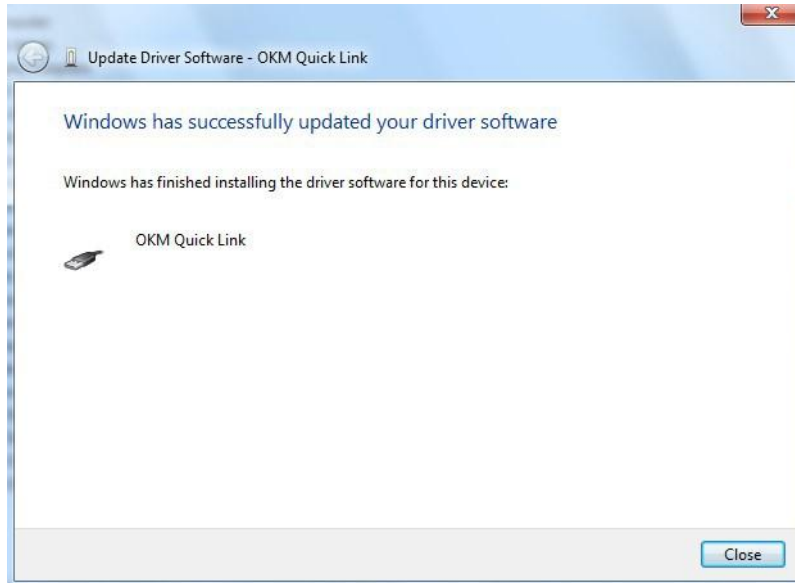 Update Driver Software - OKM Quick Link
Windows has successfully updated your driver software
Windows has finished installing the driver software for this device:
OKM Quick Link
Close